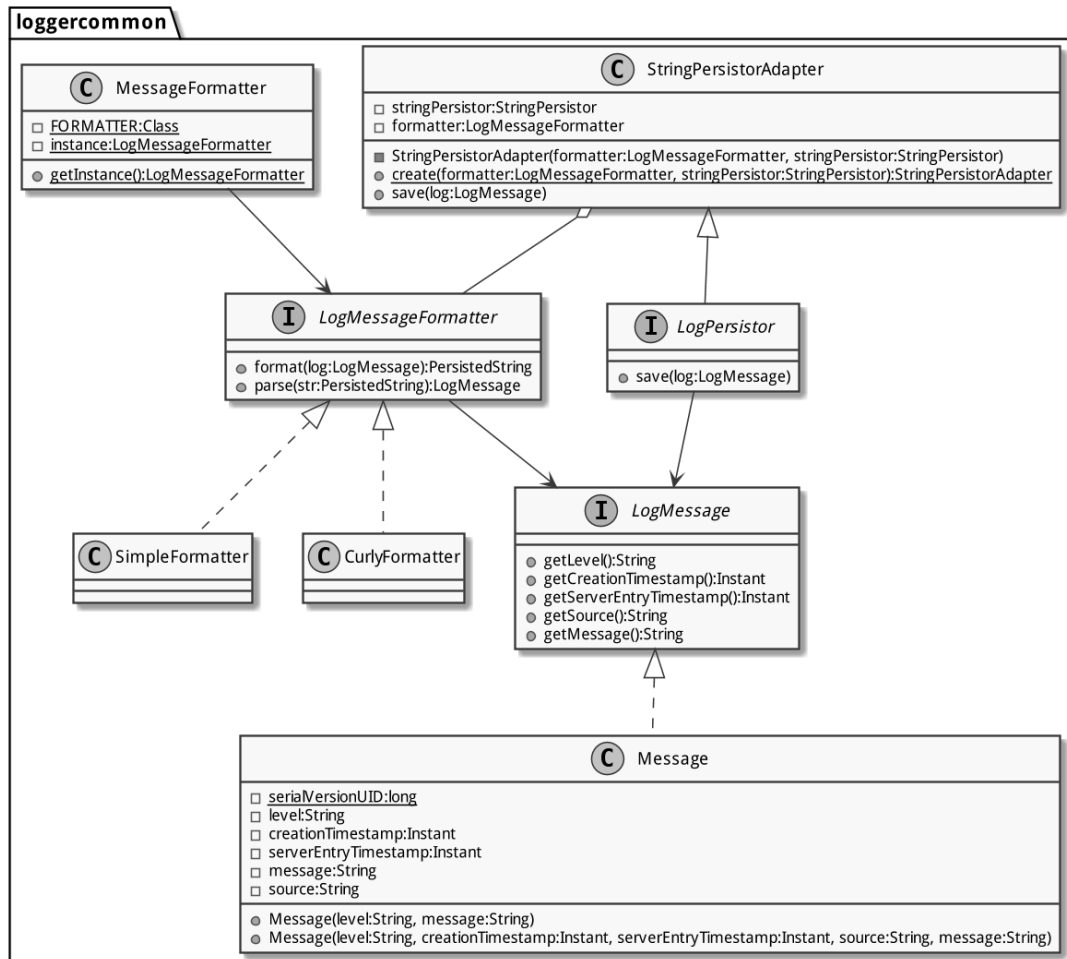 loggercommon
C MessageFormatter
FORMATTER:Class
instance:LogMessageFormatter
getInstance():LogMessageFormatter
C StringPersistorAdapter
stringPersistor:StringPersistor
formatter:LogMessageFormatter
StringPersistorAdapter(formatter:LogMessageFormatter, stringPersistor:StringPersistor)
create(formatter:LogMessageFormatter, stringPersistor:StringPersistor):StringPersistorAdapter
save(log:LogMessage)
I LogMessageFormatter
format(log:LogMessage):PersistedString
parse(str:PersistedString):LogMessage
I LogPersistor
save(log:LogMessage)
C SimpleFormatter
C CurlyFormatter
I LogMessage
getLevel():String
getCreationTimestamp():Instant
getServerEntryTimestamp():Instant
getSource():String
getMessage():String
C Message
serialVersionUID:long
level:String
creationTimestamp:Instant
serverEntryTimestamp:Instant
message:String
source:String
Message(level:String, message:String)
Message(level:String, creationTimestamp:Instant, serverEntryTimestamp:Instant, source:String, message:String)